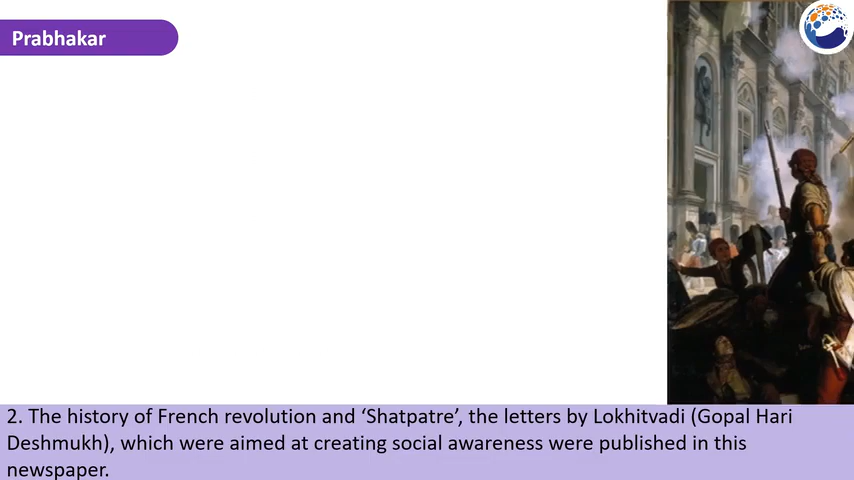 Prabhakar
2. The history of French revolution and ‘Shatpatre’, the letters by Lokhitvadi (Gopal Hari
Deshmukh), which were aimed at creating social awareness were published in this
newspaper.